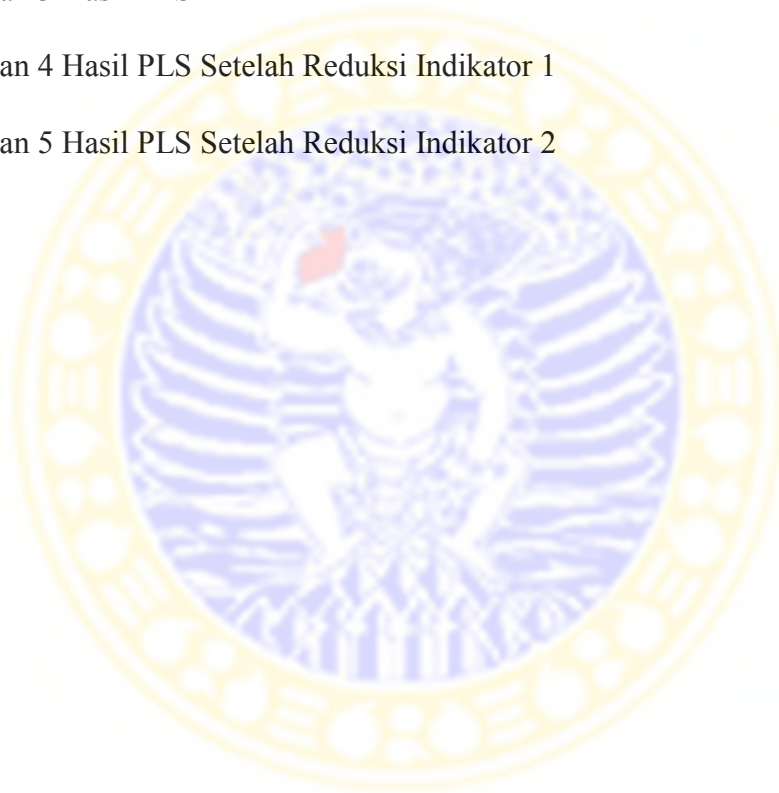 an 4 Hasil PLS Setelah Reduksi Indikator 1
an 5 Hasil PLS Setelah Reduksi Indikator 2